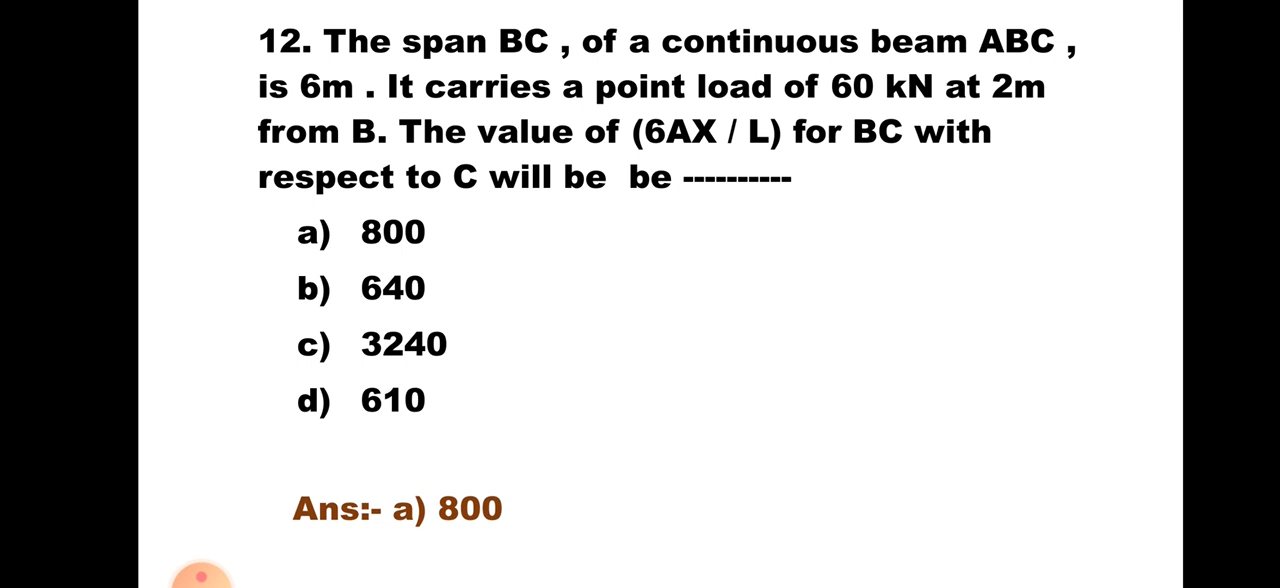 12. The span BC , of a continuous beam ABC ,
is 6m . It carries a point load of 60 kN at 2m
from B. The value of (6AX / L) for BC with
respect to C will be  be ----------
a) 800
b) 640
c) 3240
d) 610
Ans:- a) 800